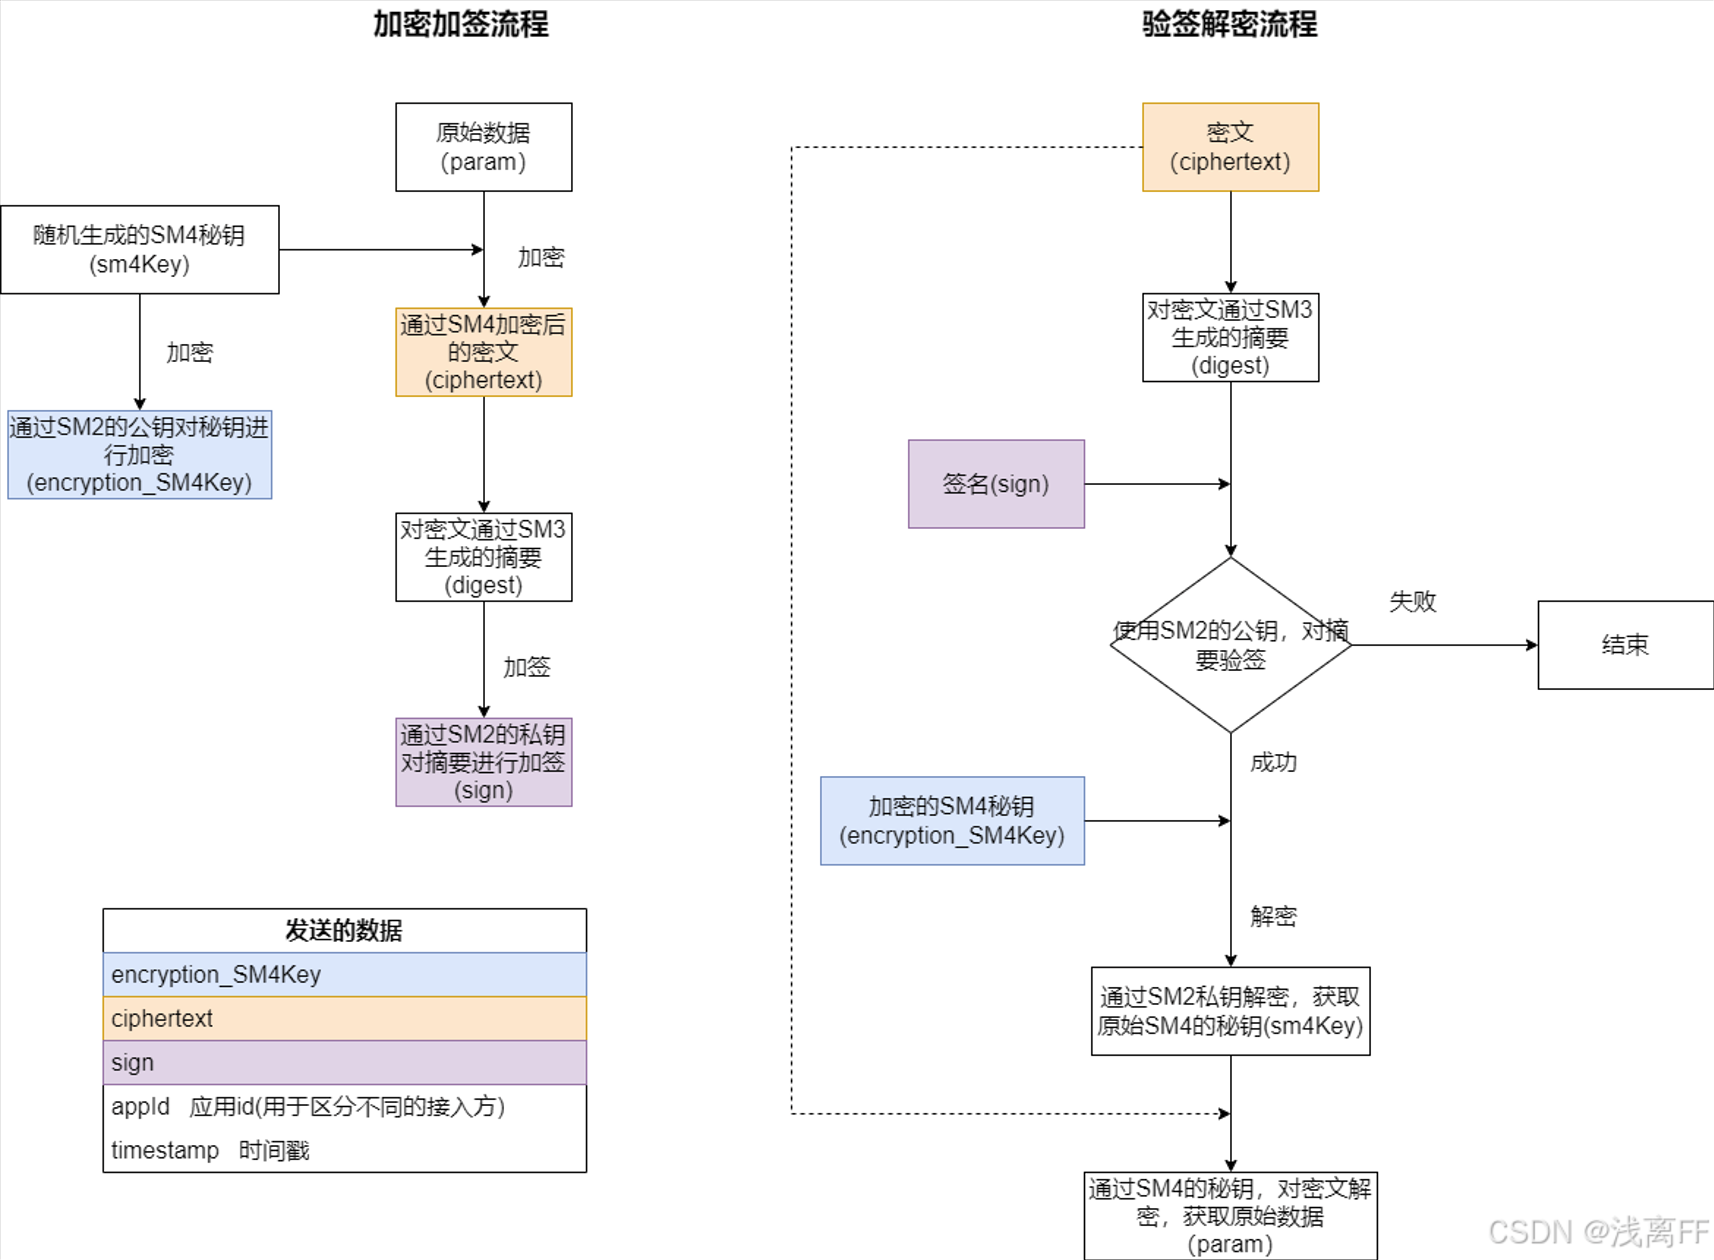 加密加签流程
原始数据
(param)
随机生成的SM4秘钥
(sm4Key)
加密
加密
通过SM4加密后
的密文
(ciphertext)
通过SM2的公钥对秘钥进
行加密
(encryption_SM4Key)
对密文通过SM3
生成的摘要
(digest)
加签
通过SM2的私钥
对摘要进行加签
(sign)
发送的数据
encryption_SM4Key
ciphertext
sign
appId 应用id(用于区分不同的接入方)
timestamp 时间戳
验签解密流程
密文
(ciphertext)
对密文通过SM3
生成的摘要
(digest)
签名(sign)
使用SM2的公钥，对摘
要验签
失败
结束
成功
加密的SM4秘钥
(encryption_SM4Key)
解密
通过SM2私钥解密，获取
原始SM4的秘钥(sm4Key)
通过SM4的秘钥，对密文解
密，获取原始数据
(param)
CSDN @浅离FF